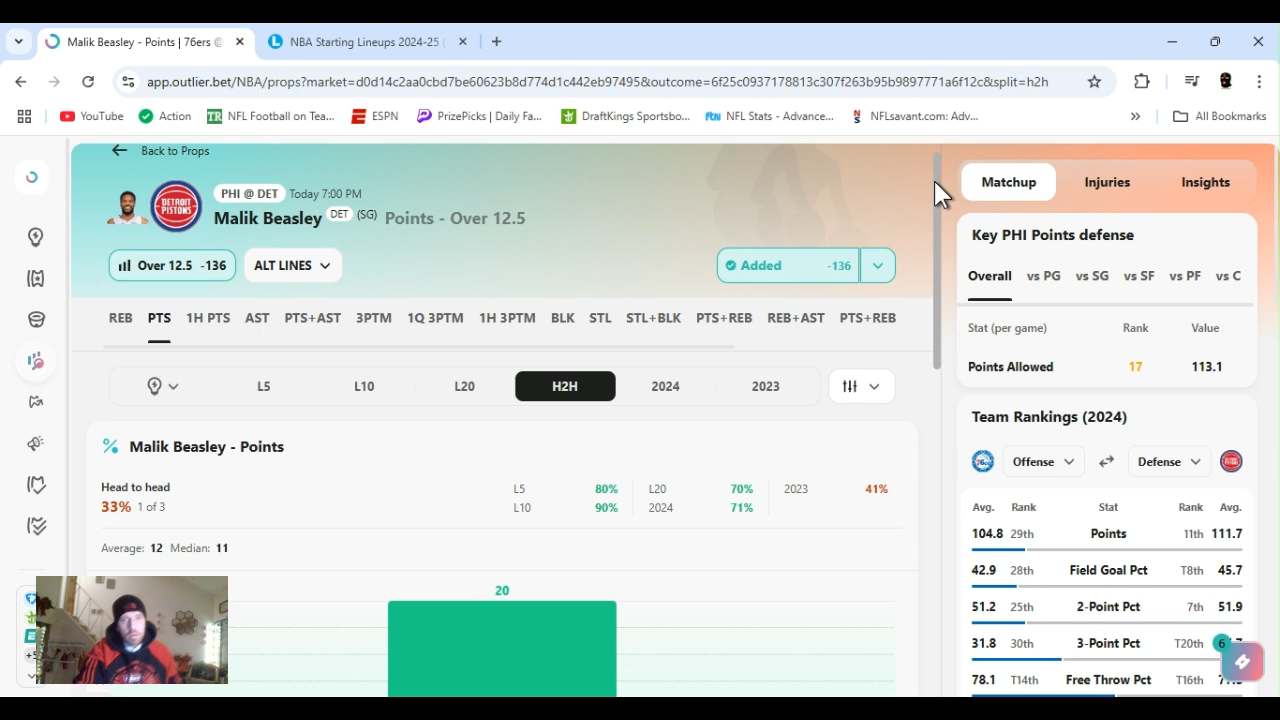 Malik Beasley - Points | 76ers @
NBA Starting Lineups 2024-25
app.outlier.bet/NBA/props?market=d0d14c2aa0cbd7be60623b8d774d1c442eb97495&outcome=6f25c0937178813c307f263b95b9897771a6f12c&split=h2h
YouTube
Action
NFL Football on Tea...
ESPN
PrizePicks | Daily Fa...
DraftKings Sportsbo...
NFL Stats - Advance...
NFLsavant.com: Adv...
All Bookmarks
Back to Props
PHI @ DET Today 7:00 PM
Malik Beasley DET (SG) Points - Over 12.5
DETROIT PISTONS
Over 12.5 -136
ALT LINES
Added -136
REB PTS 1H PTS AST PTS+AST 3PTM 1Q 3PTM 1H 3PTM BLK STL STL+BLK PTS+REB REB+AST PTS+REB
L5 L10 L20 H2H 2024 2023
Malik Beasley - Points
Head to head
33% 1 of 3
L5 80% L20 70% 2023 41%
L10 90% 2024 71%
Average: 12 Median: 11
20
Matchup Injuries Insights
Key PHI Points defense
Overall vs PG vs SG vs SF vs PF vs C
Stat (per game) Rank Value
Points Allowed 17 113.1
Team Rankings (2024)
Offense Defense
Avg. Rank Stat Rank Avg.
104.8 29th Points 11th 111.7
42.9 28th Field Goal Pct T8th 45.7
51.2 25th 2-Point Pct 7th 51.9
31.8 30th 3-Point Pct T20th
78.1 T14th Free Throw Pct T16th